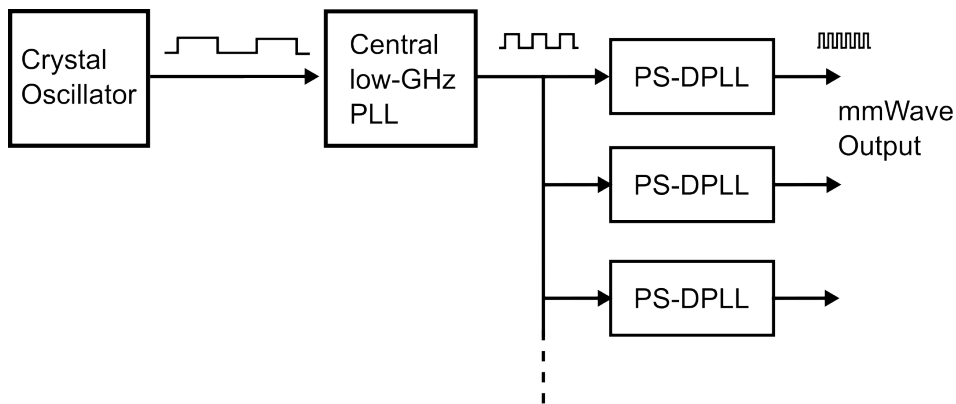 Crystal
Oscillator
Central
low-GHz
PLL
PS-DPLL
mmWave
Output
PS-DPLL
PS-DPLL